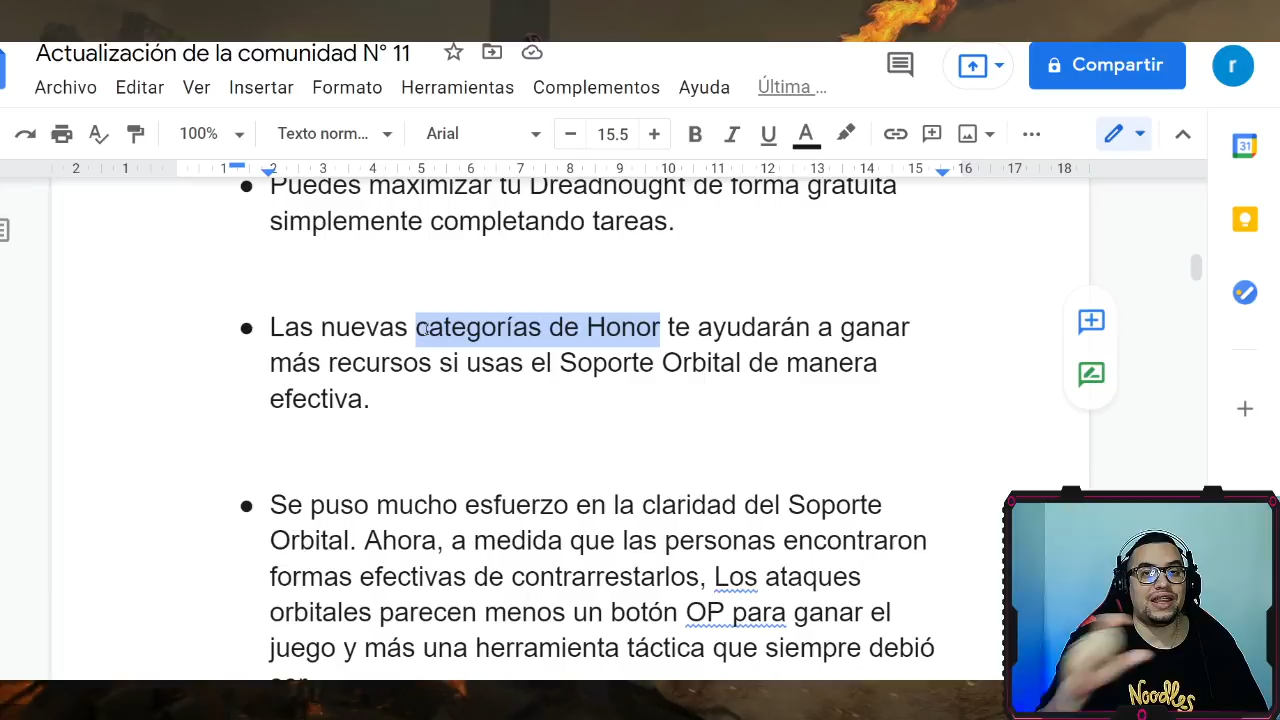 Actualización de la comunidad N° 11
Compartir
r
Archivo Editar Ver Insertar Formato Herramientas Complementos Ayuda Última ...
100% Texto norm... Arial − 15.5 + B I U A ...
2 1 1 2 3 4 5 6 7 8 9 10 11 12 13 14 15 16 17 18
31
● Puedes maximizar tu Dreadnought de forma gratuita
simplemente completando tareas.
● Las nuevas categorías de Honor te ayudarán a ganar
más recursos si usas el Soporte Orbital de manera
efectiva.
● Se puso mucho esfuerzo en la claridad del Soporte
Orbital. Ahora, a medida que las personas encontraron
formas efectivas de contrarrestarlos, Los ataques
orbitales parecen menos un botón OP para ganar el
juego y más una herramienta táctica que siempre debió
Noodles